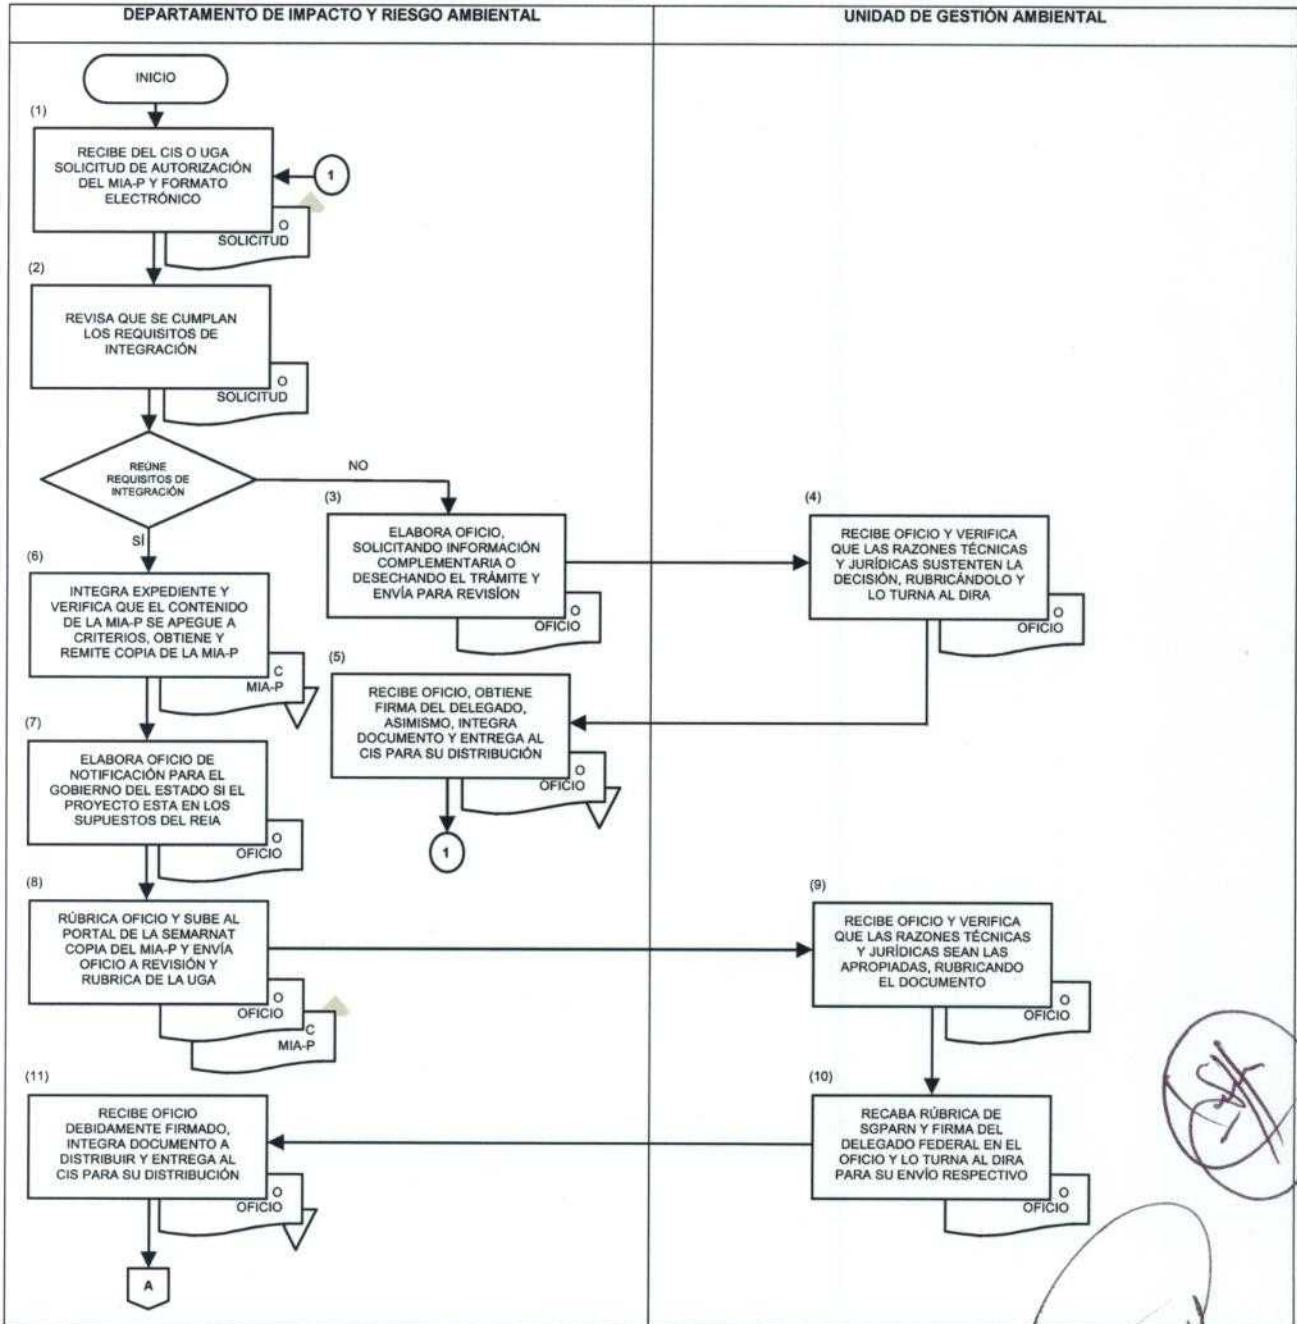 DEPARTAMENTO DE IMPACTO Y RIESGO AMBIENTAL
UNIDAD DE GESTIÓN AMBIENTAL
INICIO
(1)
RECIBE DEL CIS O UGA
SOLICITUD DE AUTORIZACIÓN
DEL MIA-P Y FORMATO
ELECTRÓNICO
1
O
SOLICITUD
(2)
REVISA QUE SE CUMPLAN
LOS REQUISITOS DE
INTEGRACIÓN
O
SOLICITUD
REÚNE
REQUISITOS DE
INTEGRACIÓN
NO
SÍ
(3)
ELABORA OFICIO,
SOLICITANDO INFORMACIÓN
COMPLEMENTARIA O
DESECHANDO EL TRÁMITE Y
ENVÍA PARA REVISÍON
O
OFICIO
(4)
RECIBE OFICIO Y VERIFICA
QUE LAS RAZONES TÉCNICAS
Y JURÍDICAS SUSTENTEN LA
DECISIÓN, RUBRICÁNDOLO Y
LO TURNA AL DIRA
O
OFICIO
(5)
RECIBE OFICIO, OBTIENE
FIRMA DEL DELEGADO,
ASIMISMO, INTEGRA
DOCUMENTO Y ENTREGA AL
CIS PARA SU DISTRIBUCIÓN
O
OFICIO
1
(6)
INTEGRA EXPEDIENTE Y
VERIFICA QUE EL CONTENIDO
DE LA MIA-P SE APEGUE A
CRITERIOS, OBTIENE Y
REMITE COPIA DE LA MIA-P
C
MIA-P
(7)
ELABORA OFICIO DE
NOTIFICACIÓN PARA EL
GOBIERNO DEL ESTADO SI EL
PROYECTO ESTA EN LOS
SUPUESTOS DEL REIA
O
OFICIO
(8)
RÚBRICA OFICIO Y SUBE AL
PORTAL DE LA SEMARNAT
COPIA DEL MIA-P Y ENVÍA
OFICIO A REVISIÓN Y
RUBRICA DE LA UGA
O
OFICIO
C
MIA-P
(9)
RECIBE OFICIO Y VERIFICA
QUE LAS RAZONES TÉCNICAS
Y JURÍDICAS SEAN LAS
APROPIADAS, RUBRICANDO
EL DOCUMENTO
O
OFICIO
(10)
RECABA RÚBRICA DE
SGPARN Y FIRMA DEL
DELEGADO FEDERAL EN EL
OFICIO Y LO TURNA AL DIRA
PARA SU ENVÍO RESPECTIVO
O
OFICIO
(11)
RECIBE OFICIO
DEBIDAMENTE FIRMADO,
INTEGRA DOCUMENTO A
DISTRIBUIR Y ENTREGA AL
CIS PARA SU DISTRIBUCIÓN
O
OFICIO
A